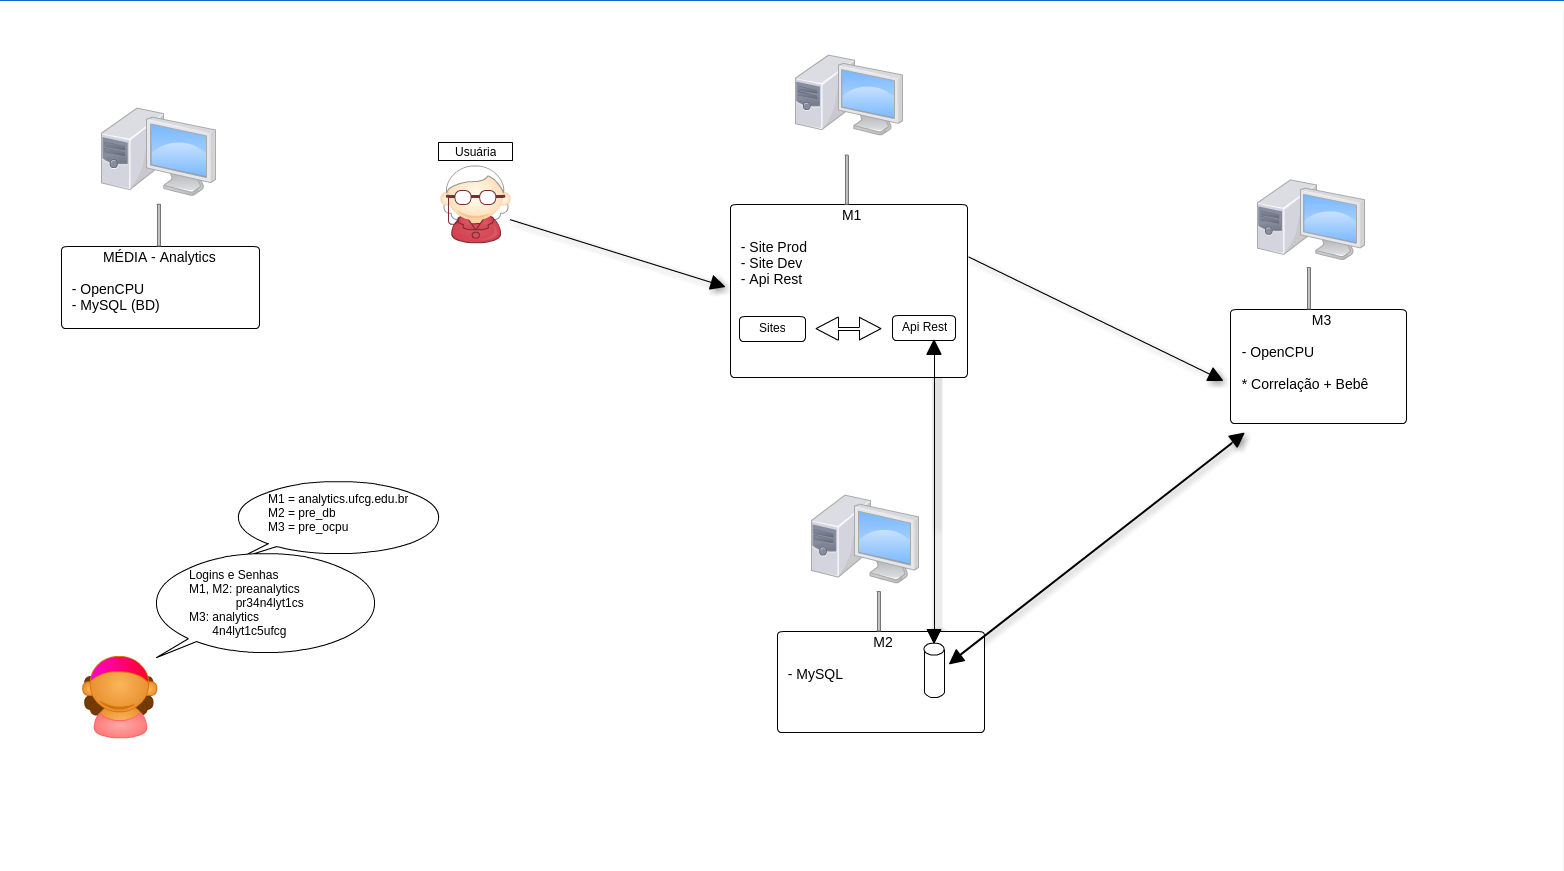 MÉDIA - Analytics
- OpenCPU
- MySQL (BD)
Usuária
M1
- Site Prod
- Site Dev
- Api Rest
Sites
Api Rest
M3
- OpenCPU
* Correlação + Bebê
M1 = analytics.ufcg.edu.br
M2 = pre_db
M3 = pre_ocpu
Logins e Senhas
M1, M2: preanalytics
pr34n4lyt1cs
M3: analytics
4n4lyt1c5ufcg
M2
- MySQL